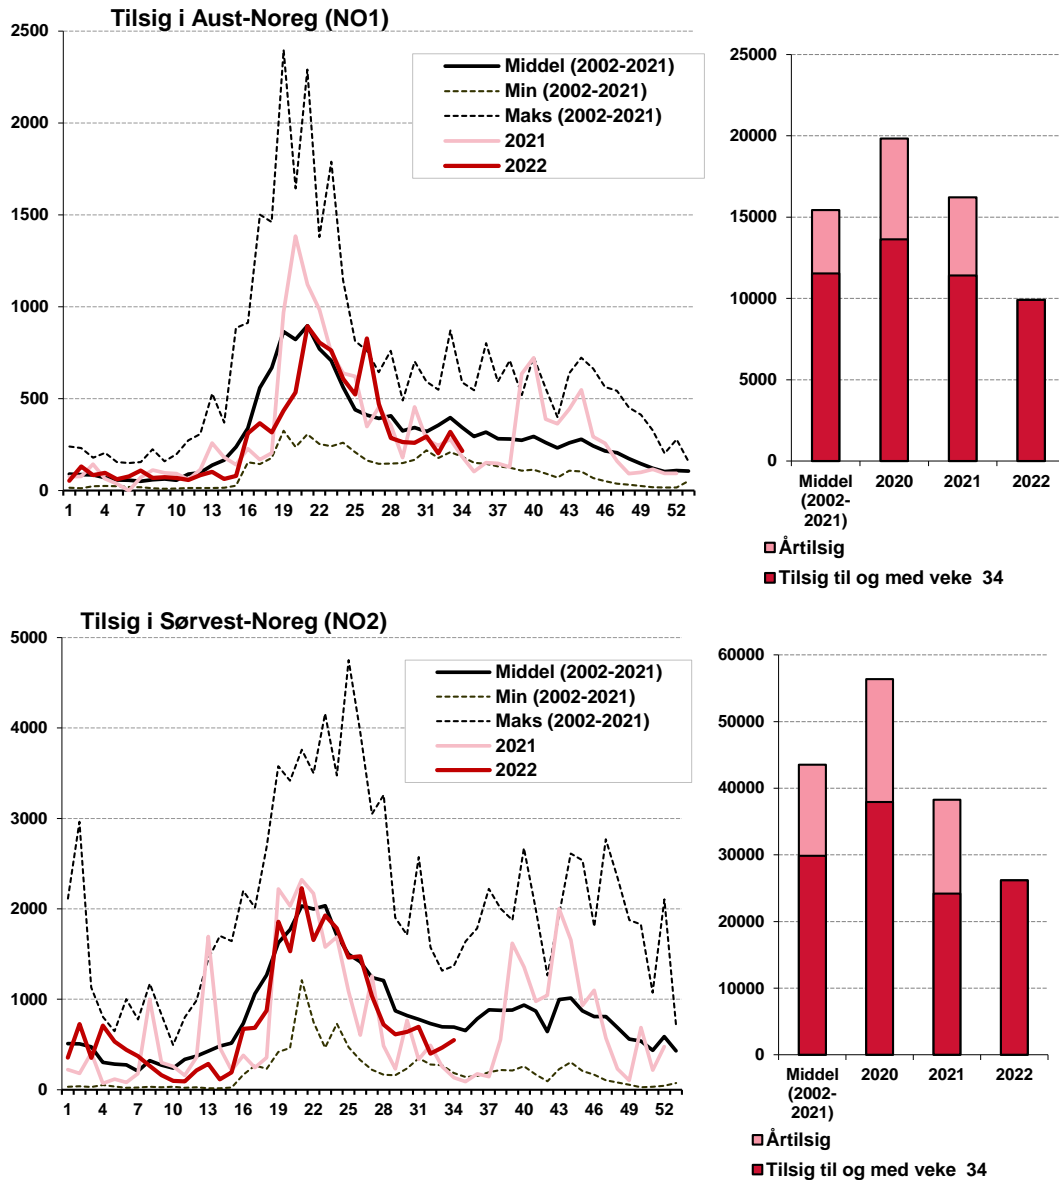 Tilsig i Aust-Noreg (NO1)
2500
2000
1500
1000
500
0
1 4 7 10 13 16 19 22 25 28 31 34 37 40 43 46 49 52
Middel (2002-2021)
Min (2002-2021)
Maks (2002-2021)
2021
2022
25000
20000
15000
10000
5000
0
Middel (2002-2021) 2020 2021 2022
Årtilsig
Tilsig til og med veke 34
Tilsig i Sørvest-Noreg (NO2)
5000
4000
3000
2000
1000
0
1 4 7 10 13 16 19 22 25 28 31 34 37 40 43 46 49 52
Middel (2002-2021)
Min (2002-2021)
Maks (2002-2021)
2021
2022
60000
50000
40000
30000
20000
10000
0
Middel (2002-2021) 2020 2021 2022
Årtilsig
Tilsig til og med veke 34